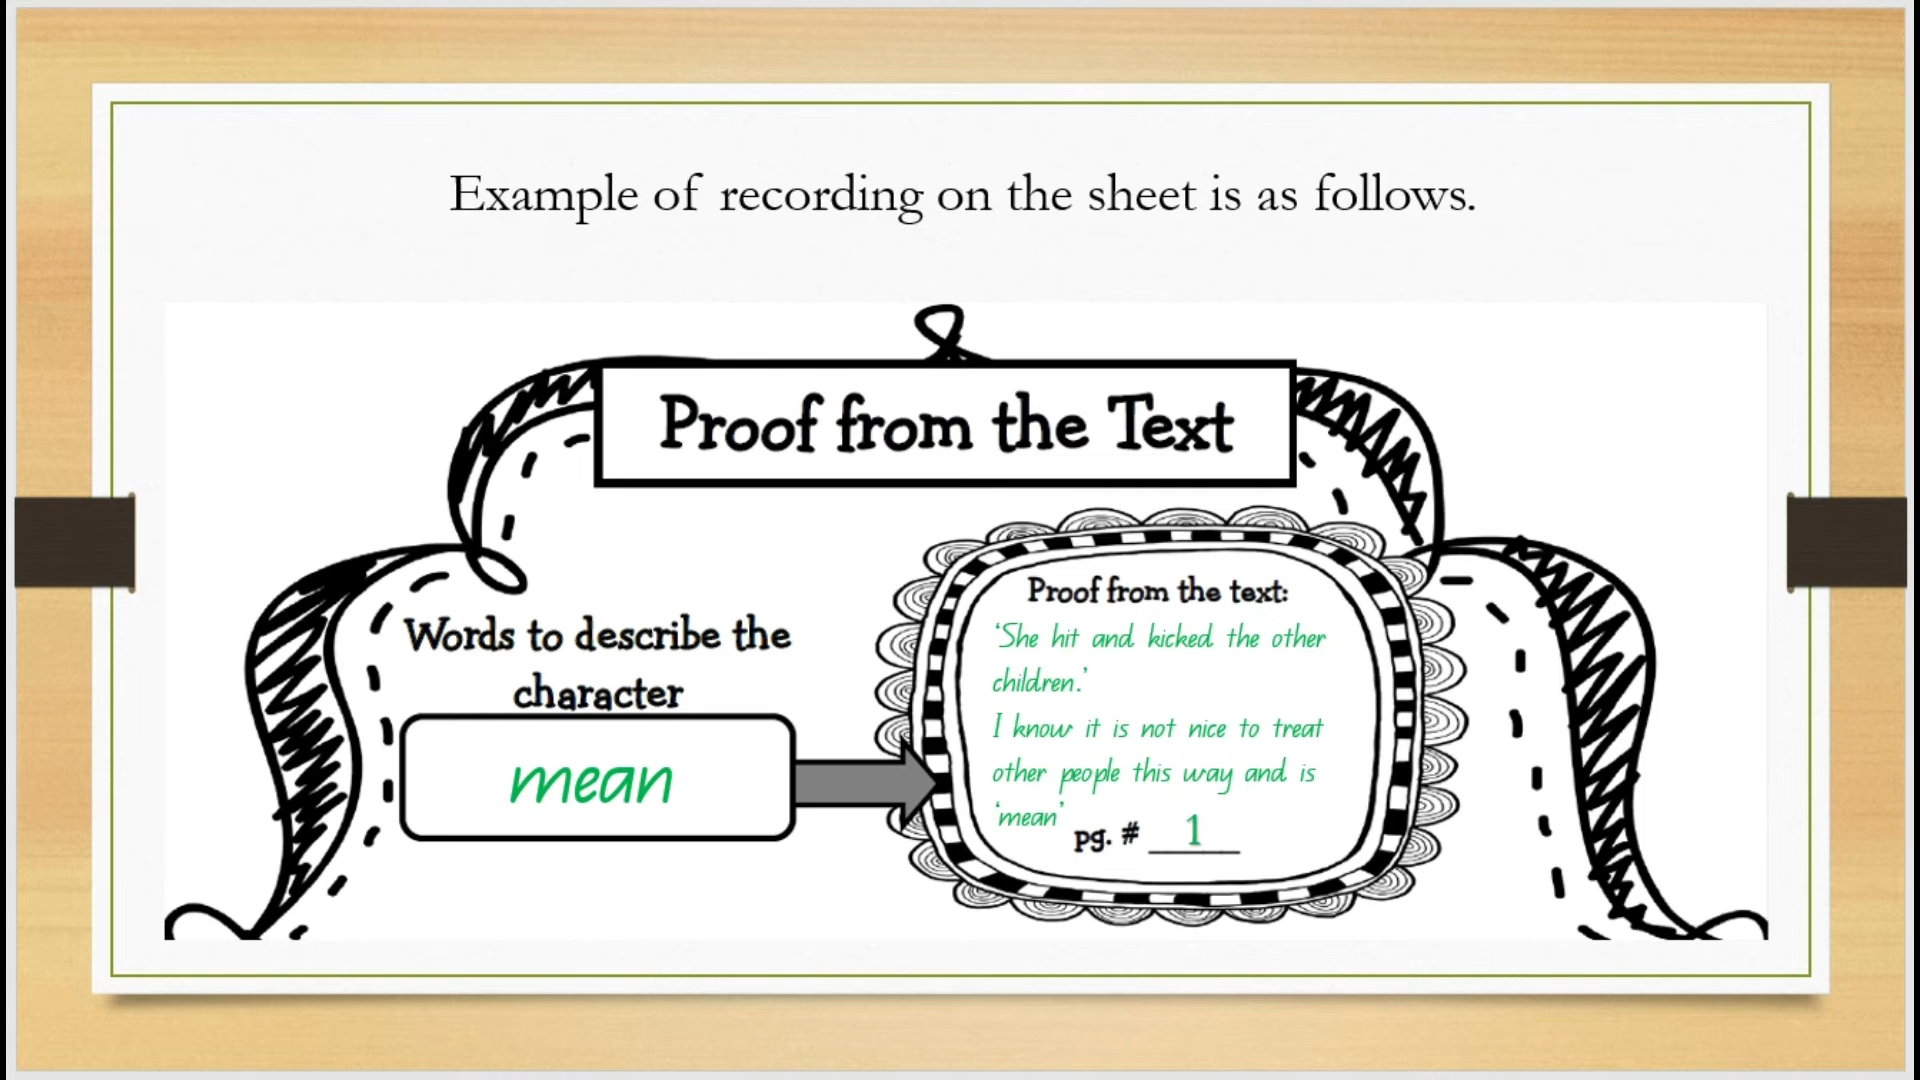 Example of recording on the sheet is as follows.
Proof from the Text
Words to describe the
character
mean
Proof from the text:
‘She hit and kicked the other
children.’
I know it is not nice to treat
other people this way and is
‘mean’
pg. # 1